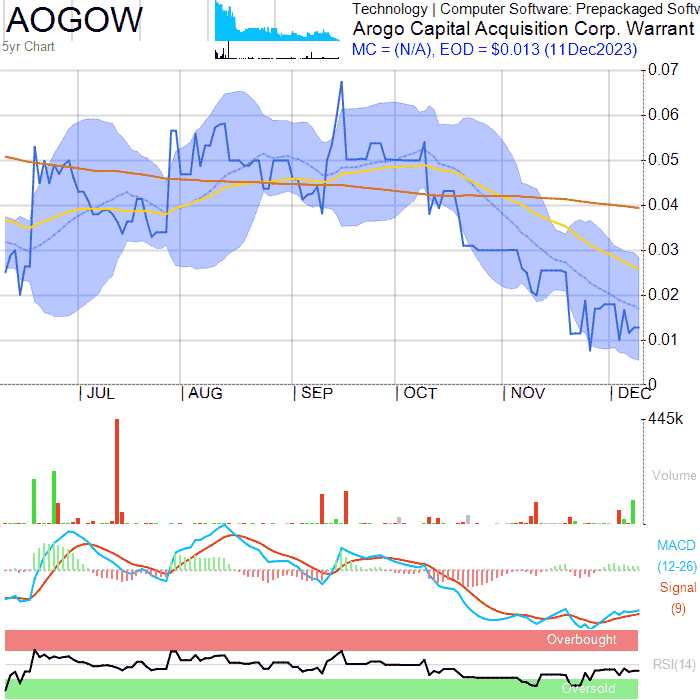 AOGOW
5yr Chart
Technology | Computer Software: Prepackaged Softw
Arogo Capital Acquisition Corp. Warrant
MC = (N/A), EOD = $0.013 (11Dec2023)
0.07
0.06
0.05
0.04
0.03
0.02
0.01
0
| JUL | AUG | SEP | OCT | NOV | DEC
445k
Volume
MACD
(12-26)
Signal
(9)
Overbought
RSI(14)
Oversold